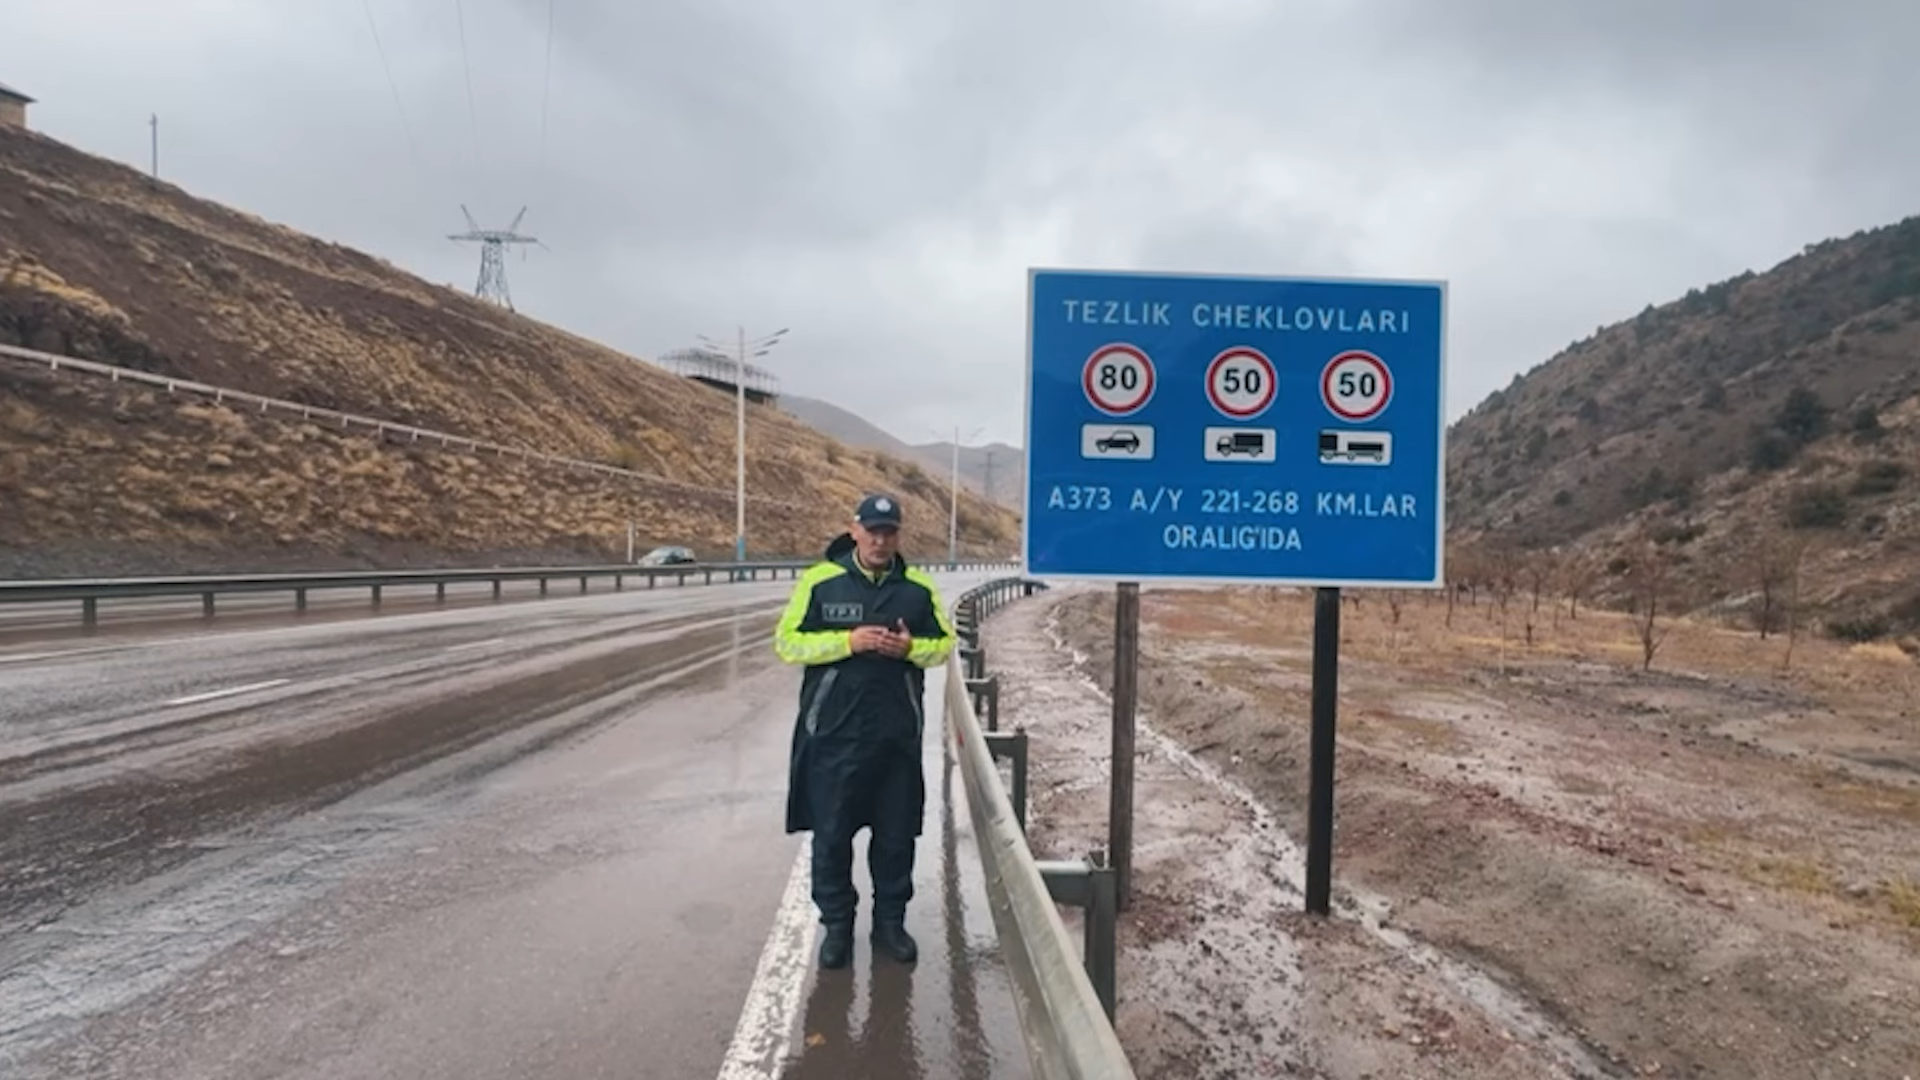 TEZLIK CHEKLOVLARI
80 50 50
A373 A/Y 221-268 KM.LAR
ORALIG'IDA